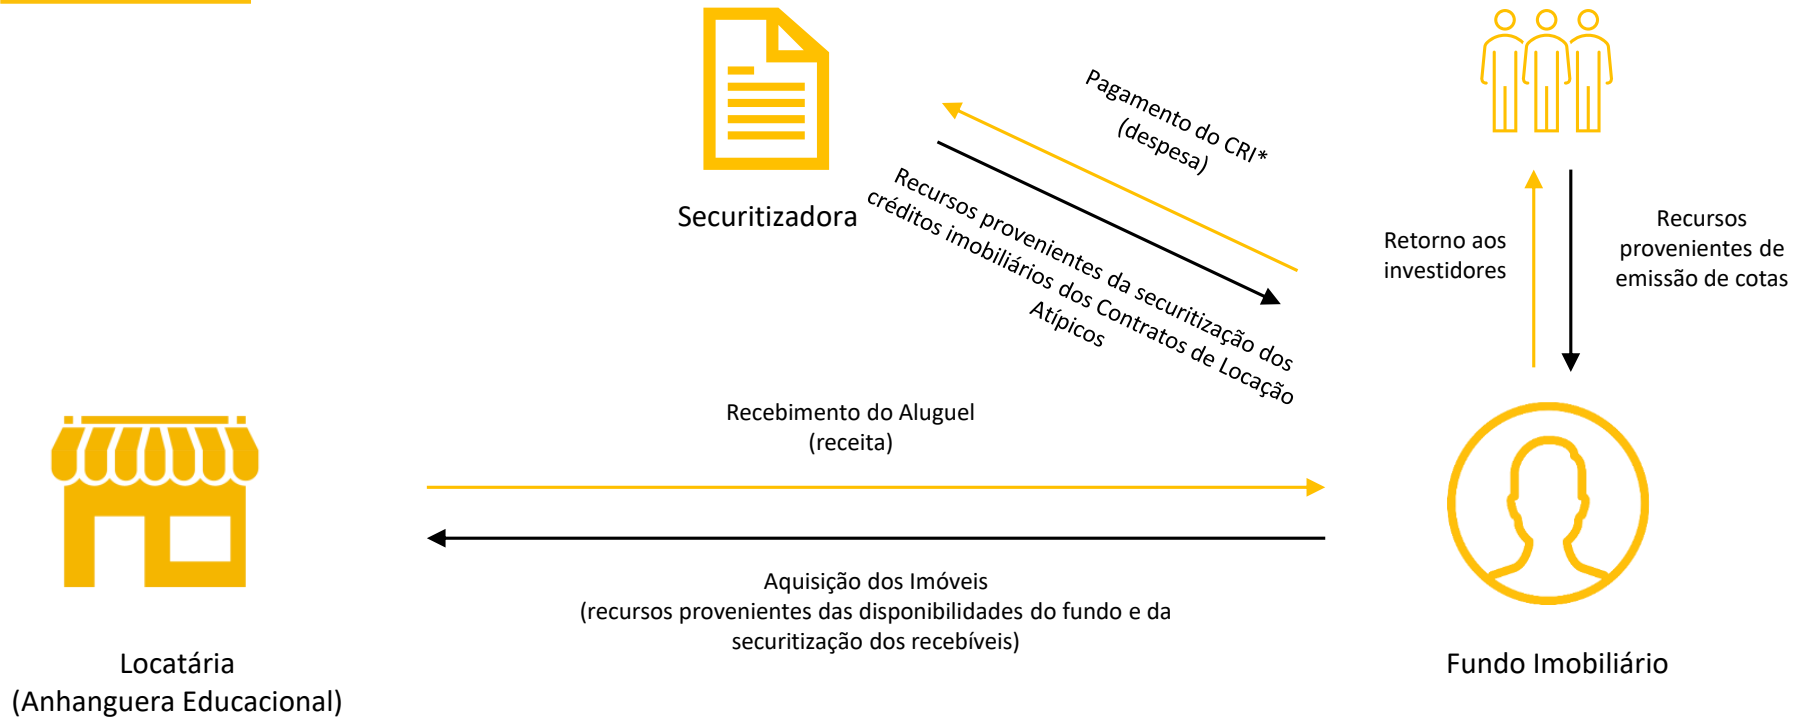 Pagamento do CRI*
(despesa)
Recursos provenientes da securitização dos
créditos imobiliários dos Contratos de Locação
Atípicos
Securitizadora
Retorno aos
investidores
Recursos
provenientes de
emissão de cotas
Recebimento do Aluguel
(receita)
Aquisição dos Imóveis
(recursos provenientes das disponibilidades do fundo e da
securitização dos recebíveis)
Locatária
(Anhanguera Educacional)
Fundo Imobiliário